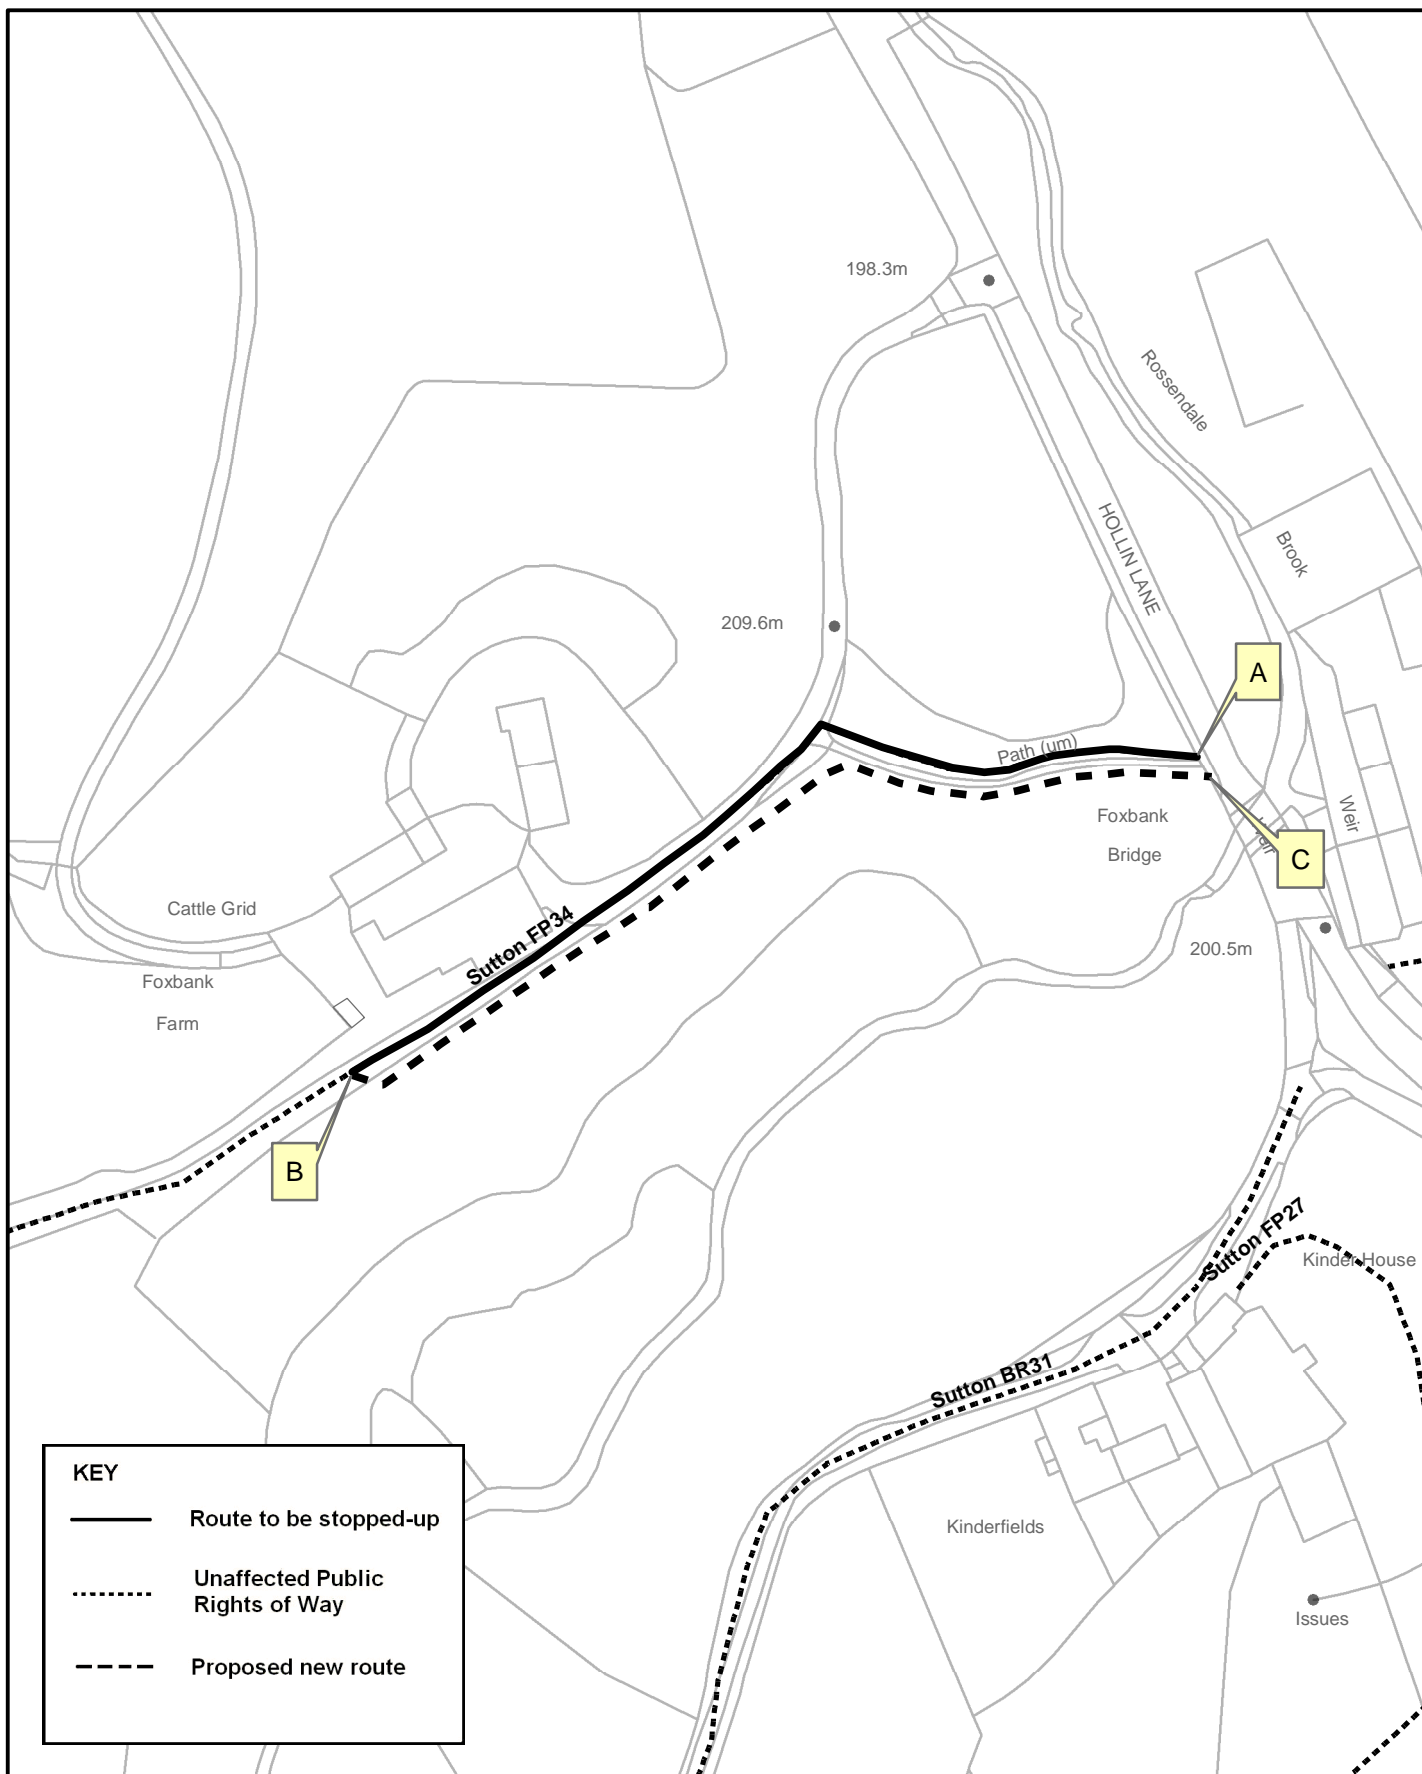 198.3m
Rossendale
HOLLIN LANE
Brook
209.6m
A
Path (um)
Weir
Foxbank
Bridge
Weir
C
Cattle Grid
Sutton FP34
200.5m
Foxbank
Farm
B
Sutton FP27
Kinder House
Sutton BR31
Kinderfields
Issues
KEY
Route to be stopped-up
Unaffected Public
Rights of Way
Proposed new route